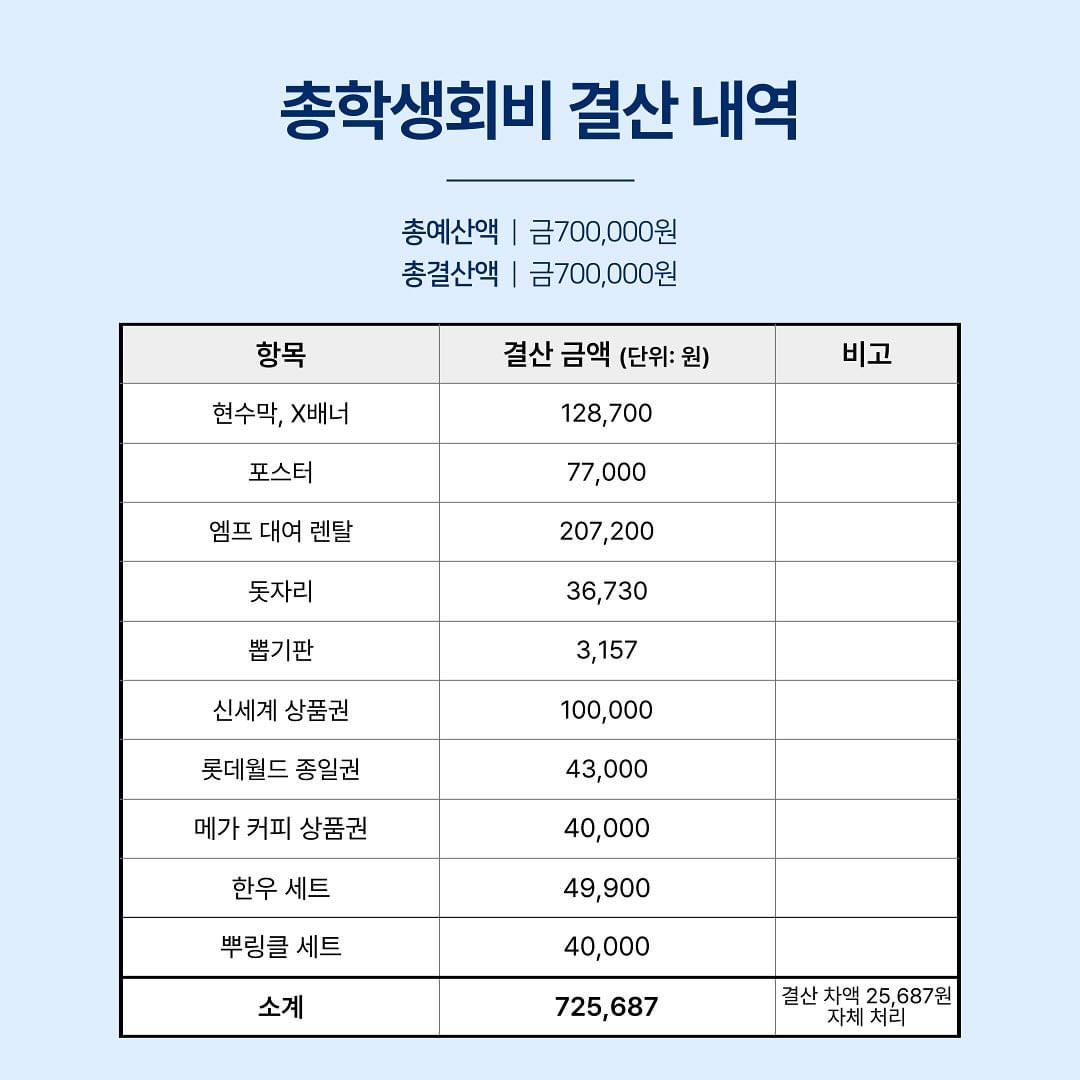 총학생회비 결산 내역
총예산액 | 금700,000원
총결산액 | 금700,000원
항목 결산 금액 (단위: 원) 비고
현수막, X배너 128,700
포스터 77,000
엠프 대여 렌탈 207,200
돗자리 36,730
뽑기판 3,157
신세계 상품권 100,000
롯데월드 종일권 43,000
메가 커피 상품권 40,000
한우 세트 49,900
뿌링클 세트 40,000
소계 725,687 결산 차액 25,687원
자체 처리